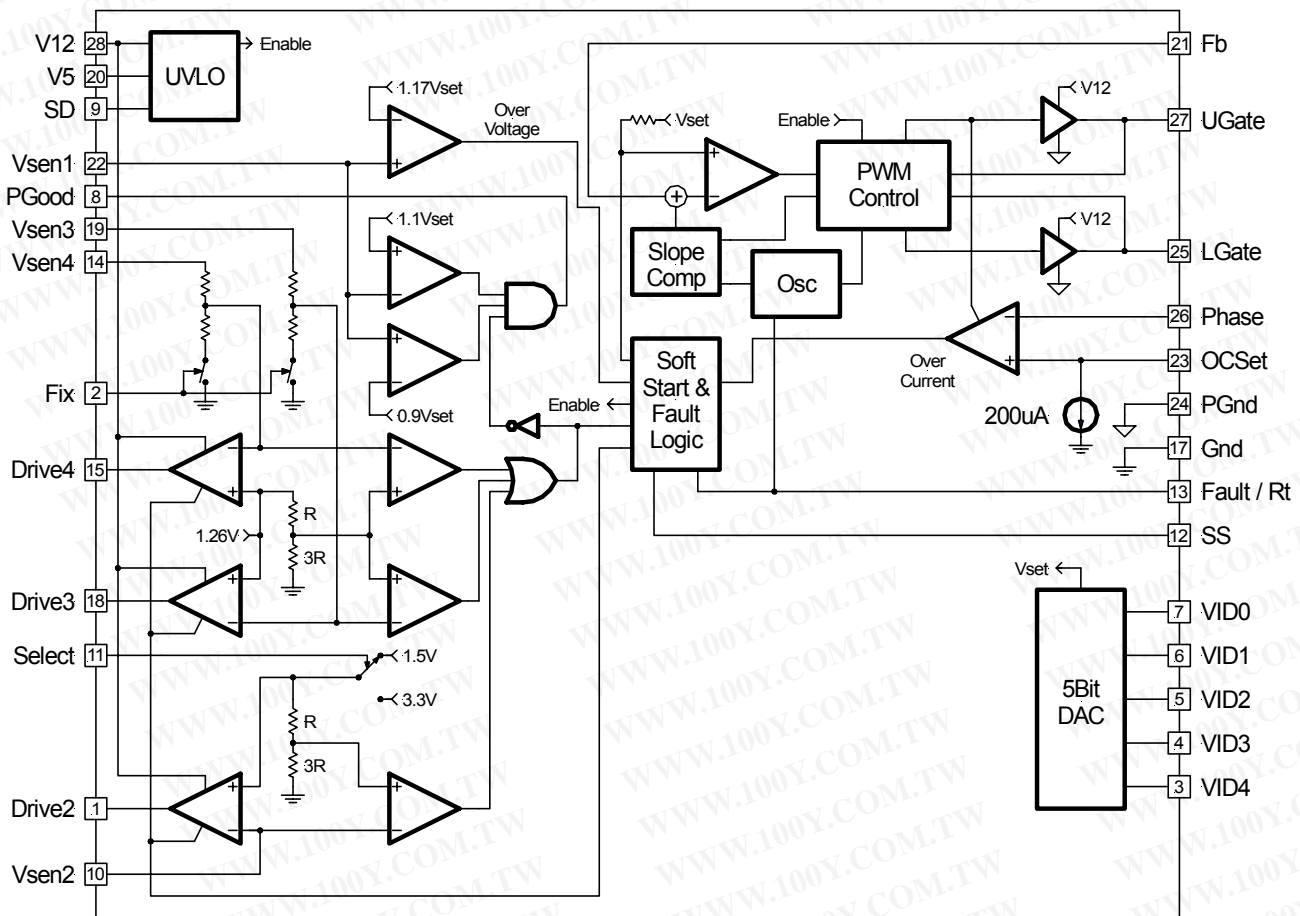 V12 28
V5 20
SD 9
UVLO
Enable
Vsen1 22
PGood 8
Vsen3 19
Vsen4 14
Fix 2
Drive4 15
Drive3 18
Select 11
Drive2 1
Vsen2 10
1.17Vset
Over
Voltage
1.1Vset
0.9Vset
R
3R
1.26V
1.5V
3.3V
R
3R
Vset
Enable
PWM
Control
Slope
Comp
Osc
Soft
Start &
Fault
Logic
Enable
Over
Current
200uA
V12
V12
21 Fb
27 UGate
25 LGate
26 Phase
23 OCSet
24 PGnd
17 Gnd
13 Fault / Rt
12 SS
Vset
5Bit
DAC
7 VID0
6 VID1
5 VID2
4 VID3
3 VID4
WWW.100Y.COM.TW